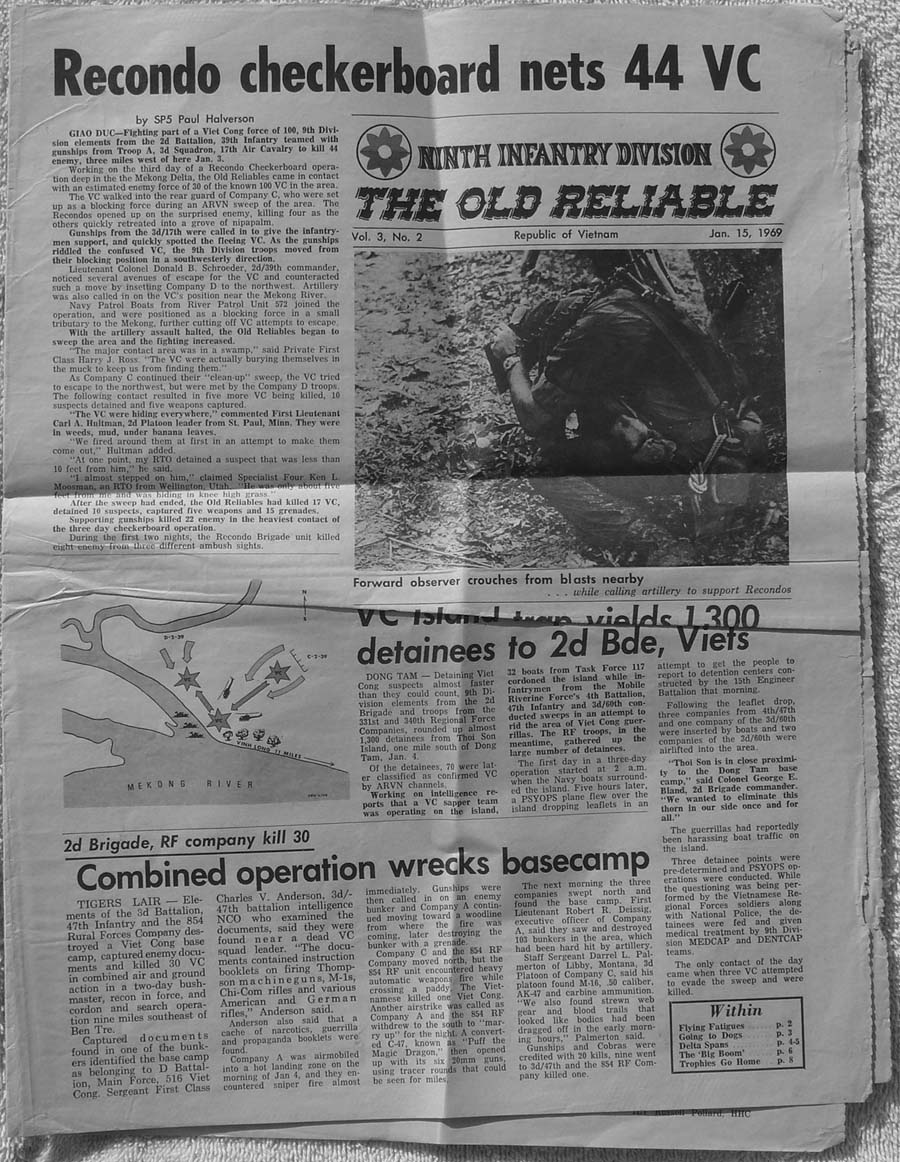 Recondo checkerboard nets 44 VC
by SP5 Paul Halverson
GIAO DUC—Fighting part of a Viet Cong force of 100, 9th Divi-
sion elements from the 2d Battalion, 39th Infantry teamed with
gunships from Troop A, 3d Squadron, 17th Air Cavalry to kill 44
enemy, three miles west of here Jan. 3.
Working on the third day of a Recondo Checkerboard opera-
tion deep in the the Mekong Delta, the Old Reliables came in contact
with an estimated enemy force of 30 of the known 100 VC in the area.
The VC walked into the rear guard of Company C, who were set
up as a blocking force during an ARVN sweep of the area. The
Recondos opened up on the surprised enemy, killing four as the
others quickly retreated into a grove of nipapalm.
Gunships from the 3d/17th were called in to give the infantry-
men support, and quickly spotted the fleeing VC. As the gunships
riddled the confused VC, the 9th Division troops moved from
their blocking position in a southwesterly direction.
Lieutenant Colonel Donald B. Schroeder, 2d/39th commander,
noticed several avenues of escape for the VC and counteracted
such a move by insetting Company D to the northwest. Artillery
was also called in on the VC's position near the Mekong River.
Navy Patrol Boats from River Patrol Unit 572 joined the
operation, and were positioned as a blocking force in a small
tributary to the Mekong, further cutting off VC attempts to escape.
With the artillery assault halted, the Old Reliables began to
sweep the area and the fighting increased.
"The major contact area was in a swamp," said Private First
Class Harry J. Ross. "The VC were actually burying themselves in
the muck to keep us from finding them."
As Company C continued their "clean-up" sweep, the VC tried
to escape to the northwest, but were met by the Company D troops.
The following contact resulted in five more VC being killed, 10
suspects detained and five weapons captured.
"The VC were hiding everywhere," commented First Lieutenant
Carl A. Hultman, 2d Platoon leader from St. Paul, Minn. They were
in weeds, mud, under banana leaves.
"We fired around them at first in an attempt to make them
come out," Hultman added.
"At one point, my RTO detained a suspect that was less than
10 feet from him," he said.
"I almost stepped on him," claimed Specialist Four Ken L.
Moosman, an RTO from Wellington, Utah. "He was only about five
feet from me and was hiding in knee high grass."
After the sweep had ended, the Old Reliables had killed 17 VC,
detained 10 suspects, captured five weapons and 15 grenades.
Supporting gunships killed 22 enemy in the heaviest contact of
the three day checkerboard operation.
During the first two nights, the Recondo Brigade unit killed
eight enemy from three different ambush sights.
NINTH INFANTRY DIVISION
THE OLD RELIABLE
Vol. 3, No. 2 Republic of Vietnam Jan. 15, 1969
Forward observer crouches from blasts nearby
. . . while calling artillery to support Recondos
N
D-2-39
C-2-39
VINH LONG 11 MILES
MEKONG RIVER
VC Island trap yields 1,300
detainees to 2d Bde, Viets
DONG TAM — Detaining Viet
Cong suspects almost faster
than they could count, 9th Di-
vision elements from the 2d
Brigade and troops from the
331st and 340th Regional Force
Companies, rounded up almost
1,300 detainees from Thoi Son
Island, one mile south of Dong
Tam, Jan. 4.
Of the detainees, 70 were lat-
er classified as confirmed VC
by ARVN channels.
Working on intelligence re-
ports that a VC sapper team
was operating on the island,
32 boats from Task Force 117
cordoned the island while in-
fantrymen from the Mobile
Riverine Force's 4th Battalion,
47th Infantry and 3d/60th con-
ducted sweeps in an attempt to
rid the area of Viet Cong guer-
rillas. The RF troops, in the
meantime, gathered up the
large number of detainees.
The first day in a three-day
operation started at 2 a.m.
when the Navy boats surround-
ed the island. Five hours later,
a PSYOPS plane flew over the
island dropping leaflets in an
attempt to get the people to
report to detention centers con-
structed by the 15th Engineer
Battalion that morning.
Following the leaflet drop,
three companies from 4th/47th
and one company of the 3d/60th
were inserted by boats and two
companies of the 3d/60th were
airlifted into the area.
"Thoi Son is in close proximi-
ty to the Dong Tam base
camp," said Colonel George E.
Bland, 2d Brigade commander.
"We wanted to eliminate this
thorn in our side once and for
all."
The guerrillas had reportedly
been harassing boat traffic on
the island.
Three detainee points were
pre-determined and PSYOPS op-
erations were conducted. While
the questioning was being per-
formed by the Vietnamese Re-
gional Forces soldiers along
with National Police, the de-
tainees were fed and given
medical treatment by 9th Divi-
sion MEDCAP and DENTCAP
teams.
The only contact of the day
came when three VC attempted
to evade the sweep and were
killed.
2d Brigade, RF company kill 30
Combined operation wrecks basecamp
TIGERS LAIR — Ele-
ments of the 3d Battalion,
47th Infantry and the 854
Rural Forces Company des-
troyed a Viet Cong base
camp, captured enemy docu-
ments and killed 30 VC
in combined air and ground
action in a two-day bush-
master, recon in force, and
cordon and search opera-
tion nine miles southeast of
Ben Tre.
Captured documents
found in one of the bunk-
ers identified the base camp
as belonging to D Battal-
ion, Main Force, 516 Viet
Cong. Sergeant First Class
Charles V. Anderson, 3d/-
47th battalion intelligence
NCO who examined the
documents, said they were
found near a dead VC
squad leader. "The docu-
ments contained instruction
booklets on firing Thomp-
son machineguns, M-1s,
Chi-Com rifles and various
American and German
rifles," Anderson said.
Anderson also said that a
cache of narcotics, guerrilla
and propaganda booklets were
found.
Company A was airmobiled
into a hot landing zone on the
morning of Jan 4, and they en-
countered sniper fire almost
immediately. Gunships were
then called in on an enemy
bunker and Company A contin-
ued moving toward a woodline
from where the fire was
coming, later destroying the
bunker with a grenade.
Company C and the 854 RF
Company moved north, but the
854 RF unit encountered heavy
automatic weapons fire while
crossing a paddy. The Viet-
namese killed one Viet Cong.
Another airstrike was called as
Company A and the 854 RF
withdrew to the south to "mar-
ry up" for the night. A convert-
ed C-47, known as "Puff the
Magic Dragon," then opened
up with its six 20mm guns,
using tracer rounds that could
be seen for miles.
The next morning the three
companies swept north and
found the base camp. First
Lieutenant Robert R. Deissig,
executive officer of Company
A, said they saw and destroyed
103 bunkers in the area, which
had been hard hit by artillery.
Staff Sergeant Darrel L. Pal-
merton of Libby, Montana, 3d
Platoon of Company C, said his
platoon found M-16, .50 caliber,
AK-47 and carbine ammunition.
"We also found strewn web
gear and blood trails that
looked like bodies had been
dragged off in the early morn-
ing hours," Palmerton said.
Gunships and Cobras were
credited with 20 kills, nine went
to 3d/47th and the 854 RF Com-
pany killed one.
Within
Flying Fatigues p. 2
Going to Dogs p. 3
Delta Spans p. 4-5
The 'Big Boom' p. 6
Trophies Go Home p. 8
Russell Pollard, HHC